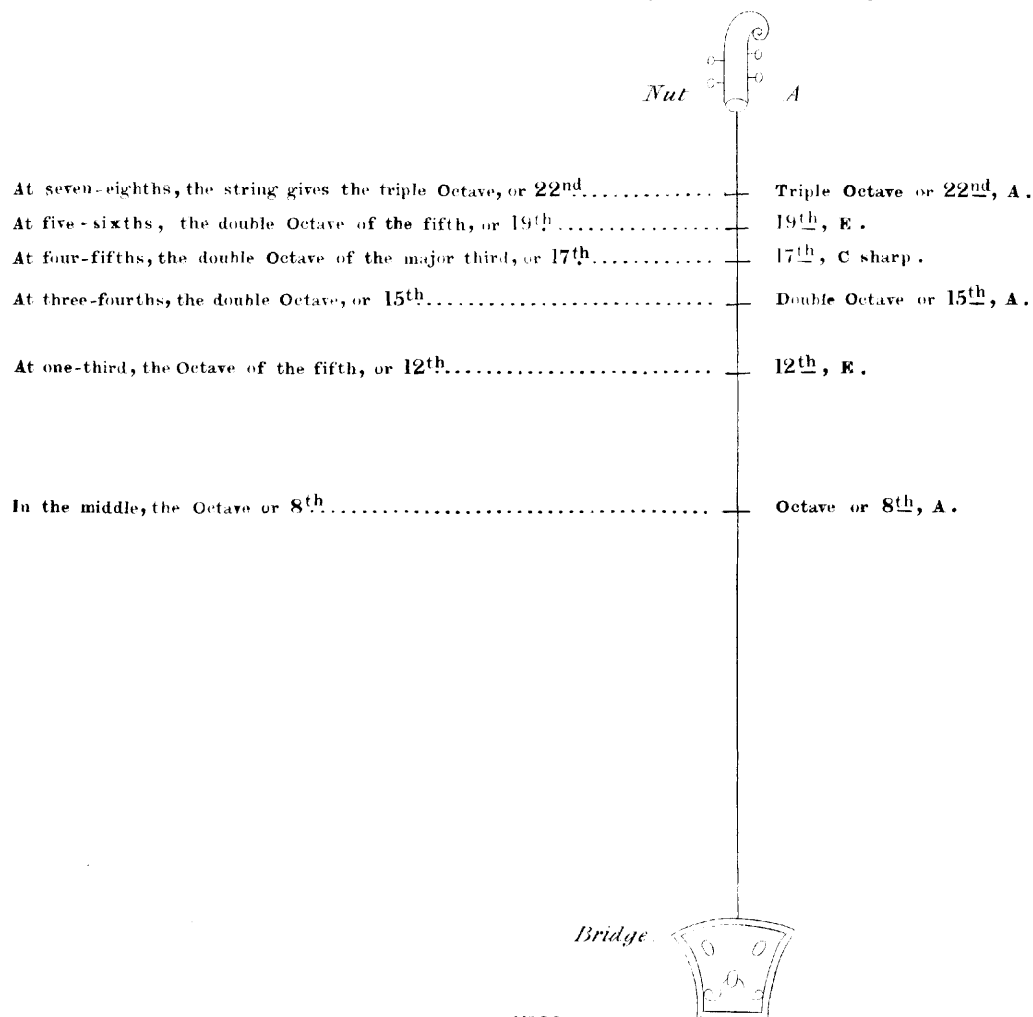 Nut A
At seven-eighths, the string gives the triple Octave, or 22nd........... Triple Octave or 22nd, A.
At five-sixths, the double Octave of the fifth, or 19th................ 19th, E.
At four-fifths, the double Octave of the major third, or 17th............ 17th, C sharp.
At three-fourths, the double Octave, or 15th............................ Double Octave or 15th, A.
At one-third, the Octave of the fifth, or 12th.......................... 12th, E.
In the middle, the Octave or 8th..................................... Octave or 8th, A.
Bridge.